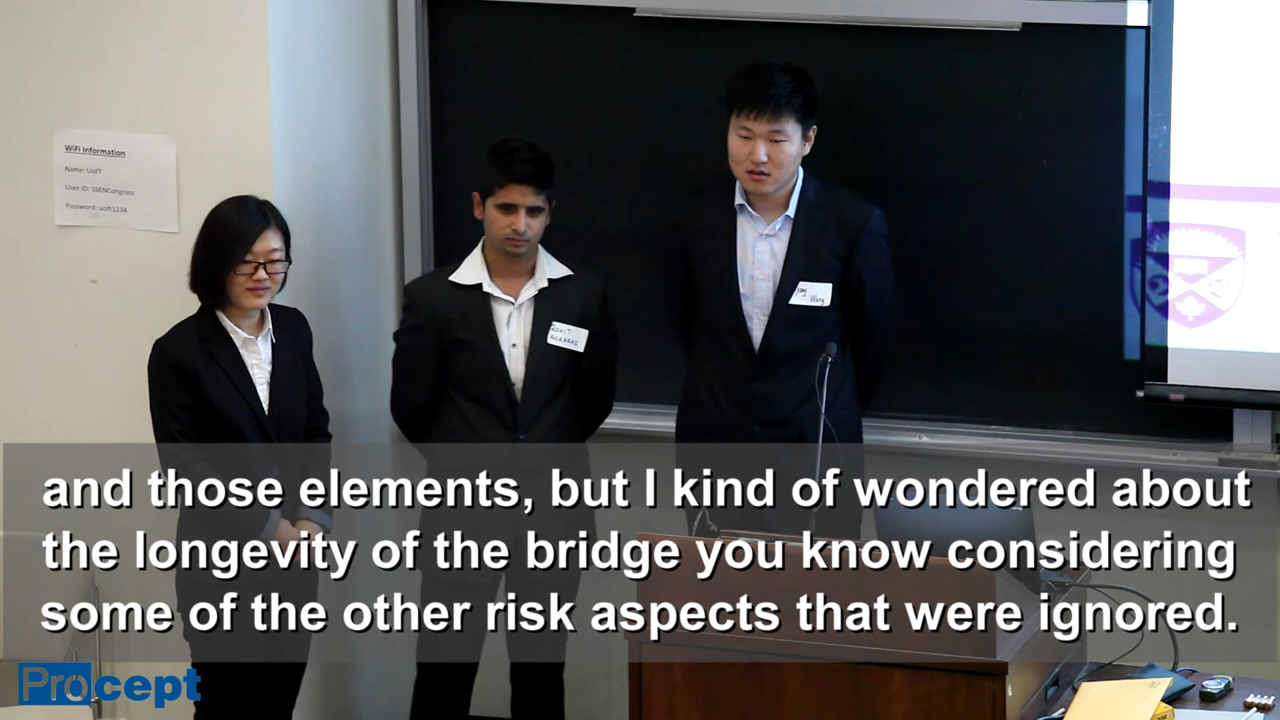 WiFi Information
Name: UofT
User ID: SSENCongress
Password: uoft1234
Wang
and those elements, but I kind of wondered about
the longevity of the bridge you know considering
some of the other risk aspects that were ignored.
Procept